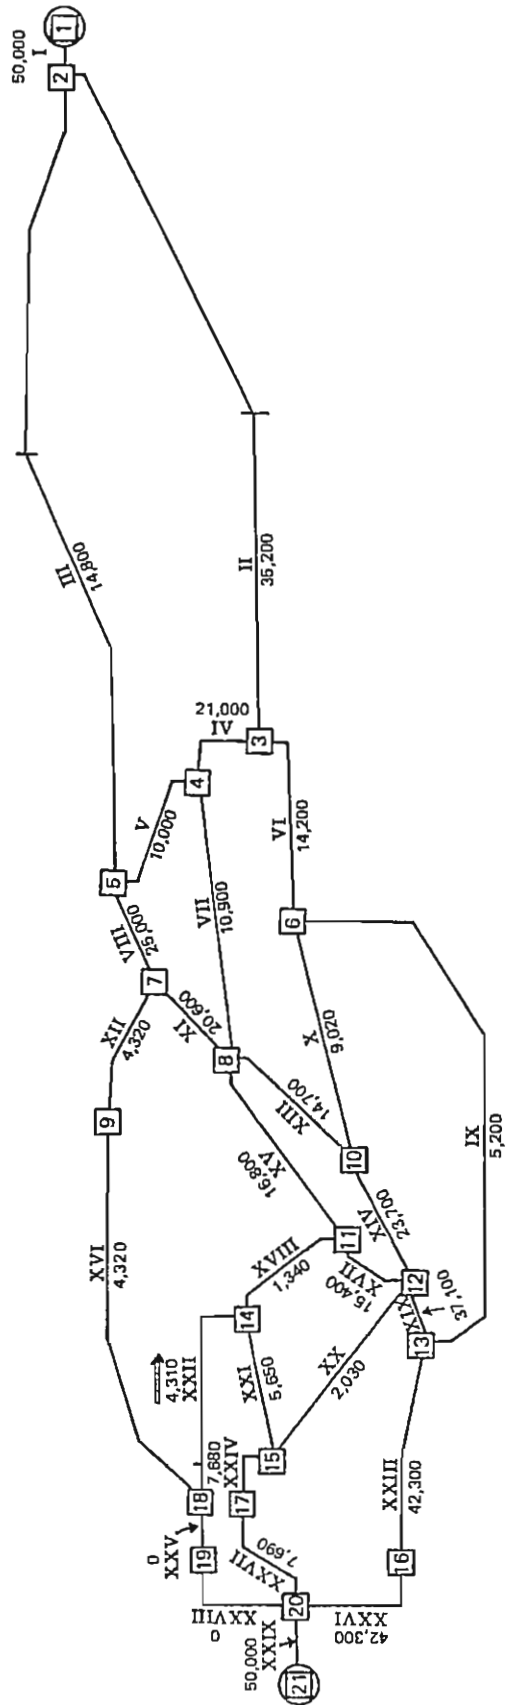 50,000
I
1
2
III
14,800
II
35,200
21,000
IV
3
4
V
10,000
5
VI
14,200
VII
10,900
VIII
25,000
6
7
XII
4,320
XI
20,600
X
9,020
8
9
XIII
14,700
IX
5,200
XV
16,800
10
XIV
23,700
XVI
4,320
XVIII
1,340
11
XVII
15,400
12
XIX
37,100
13
14
4,310
XXII
XXI
5,650
XX
2,030
7,680
XXIV
15
17
18
XXIII
42,300
0
XXV
19
XXVII
7,690
16
XXVIII
0
20
42,300
XXVI
50,000
XXIX
21